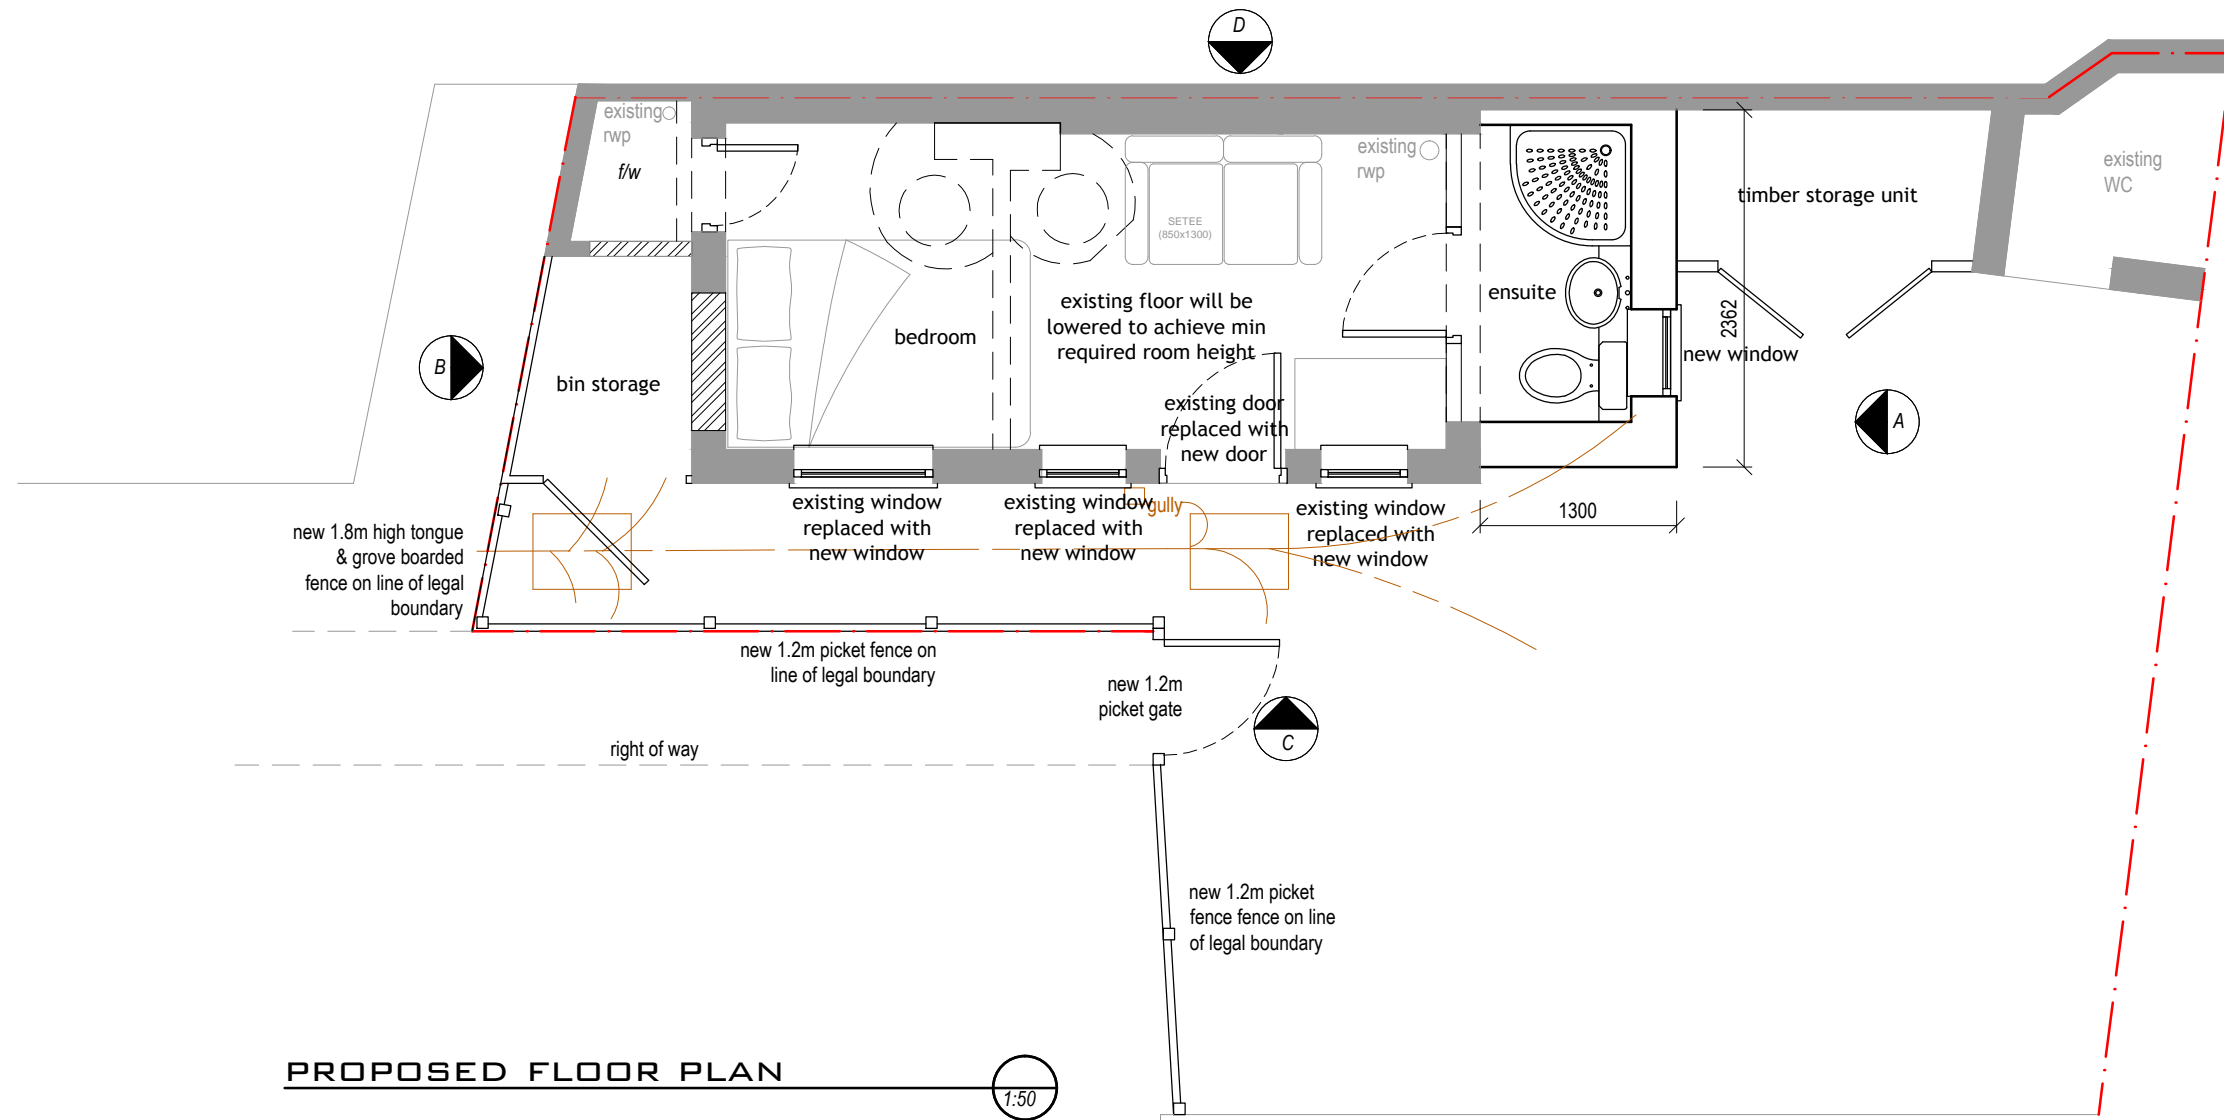 D
existing
rwp
f/w
existing
rwp
SETEE
(850x1300)
existing
WC
timber storage unit
ensuite
2362
new window
existing floor will be
lowered to achieve min
required room height
bedroom
B
bin storage
existing door
replaced with
new door
A
existing window
replaced with
new window
existing window
replaced with
new window
gully
existing window
replaced with
new window
1300
new 1.8m high tongue
& grove boarded
fence on line of legal
boundary
new 1.2m picket fence on
line of legal boundary
new 1.2m
picket gate
C
right of way
new 1.2m picket
fence fence on line
of legal boundary
PROPOSED FLOOR PLAN
1:50